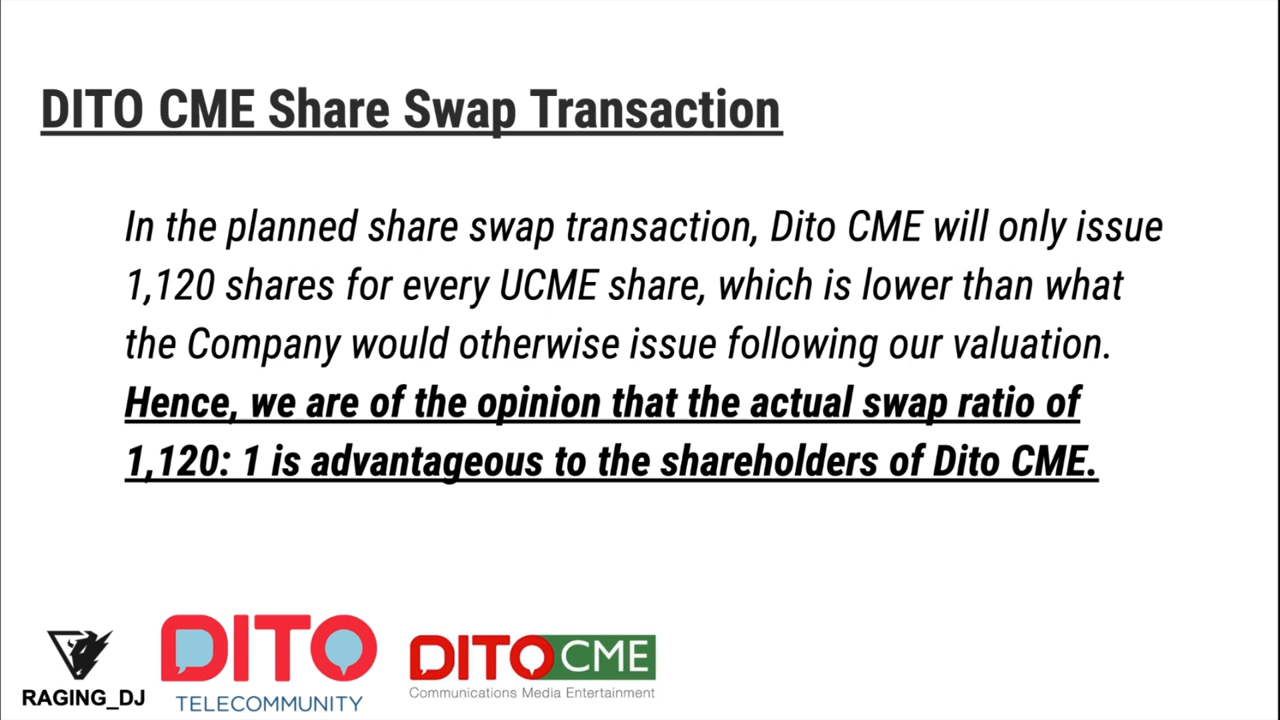 DITO CME Share Swap Transaction
In the planned share swap transaction, Dito CME will only issue
1,120 shares for every UCME share, which is lower than what
the Company would otherwise issue following our valuation.
Hence, we are of the opinion that the actual swap ratio of
1,120: 1 is advantageous to the shareholders of Dito CME.
RAGING_DJ
DITO
TELECOMMUNITY
DITO CME
Communications Media Entertainment